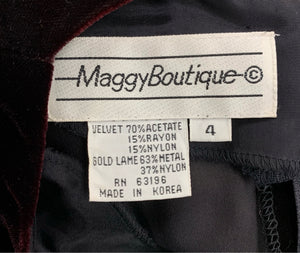 MaggyBoutique ©
VELVET 70%ACETATE
15%RAYON
15%NYLON
GOLD LAME 63%METAL
37%NYLON
RN 63196
MADE IN KOREA
4